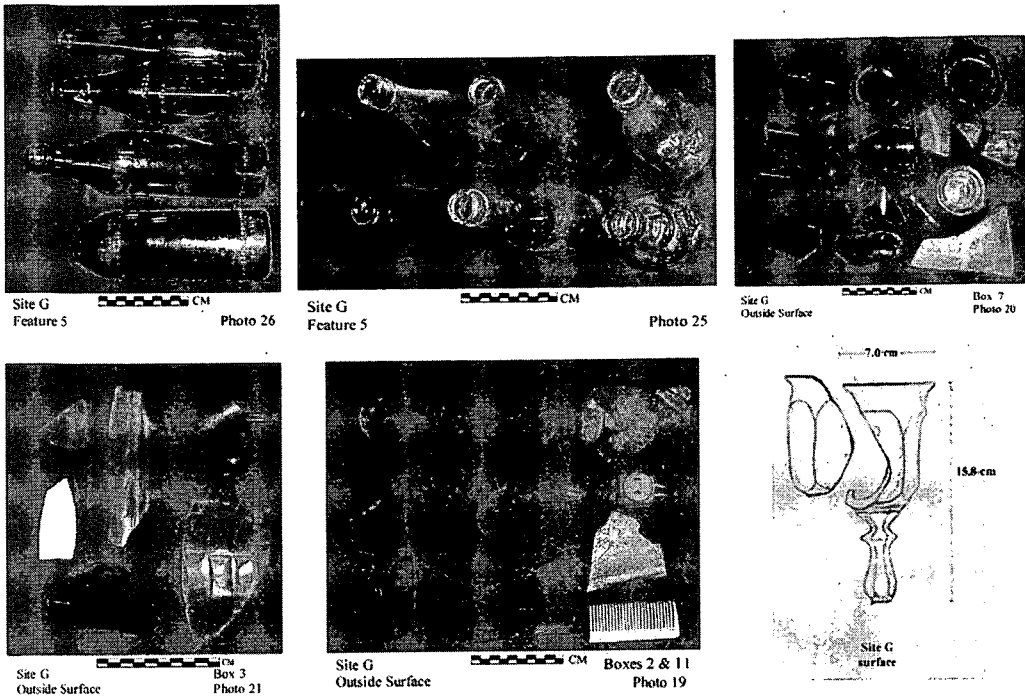 CM
Site G
Feature 5 Photo 26
CM
Site G
Feature 5 Photo 25
CM
Site G Box 7
Outside Surface Photo 20
7.0 cm
15.8 cm
Site G
surface
CM
Site G Box 3
Outside Surface Photo 21
CM
Site G Boxes 2 & 11
Outside Surface Photo 19